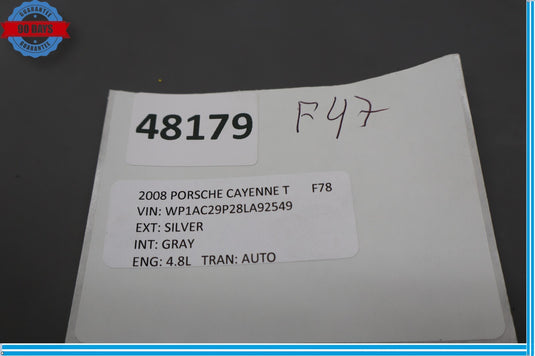 GUARANTEE
90 DAYS
GUARANTEE
48179
F47
2008 PORSCHE CAYENNE T F78
VIN: WP1AC29P28LA92549
EXT: SILVER
INT: GRAY
ENG: 4.8L TRAN: AUTO